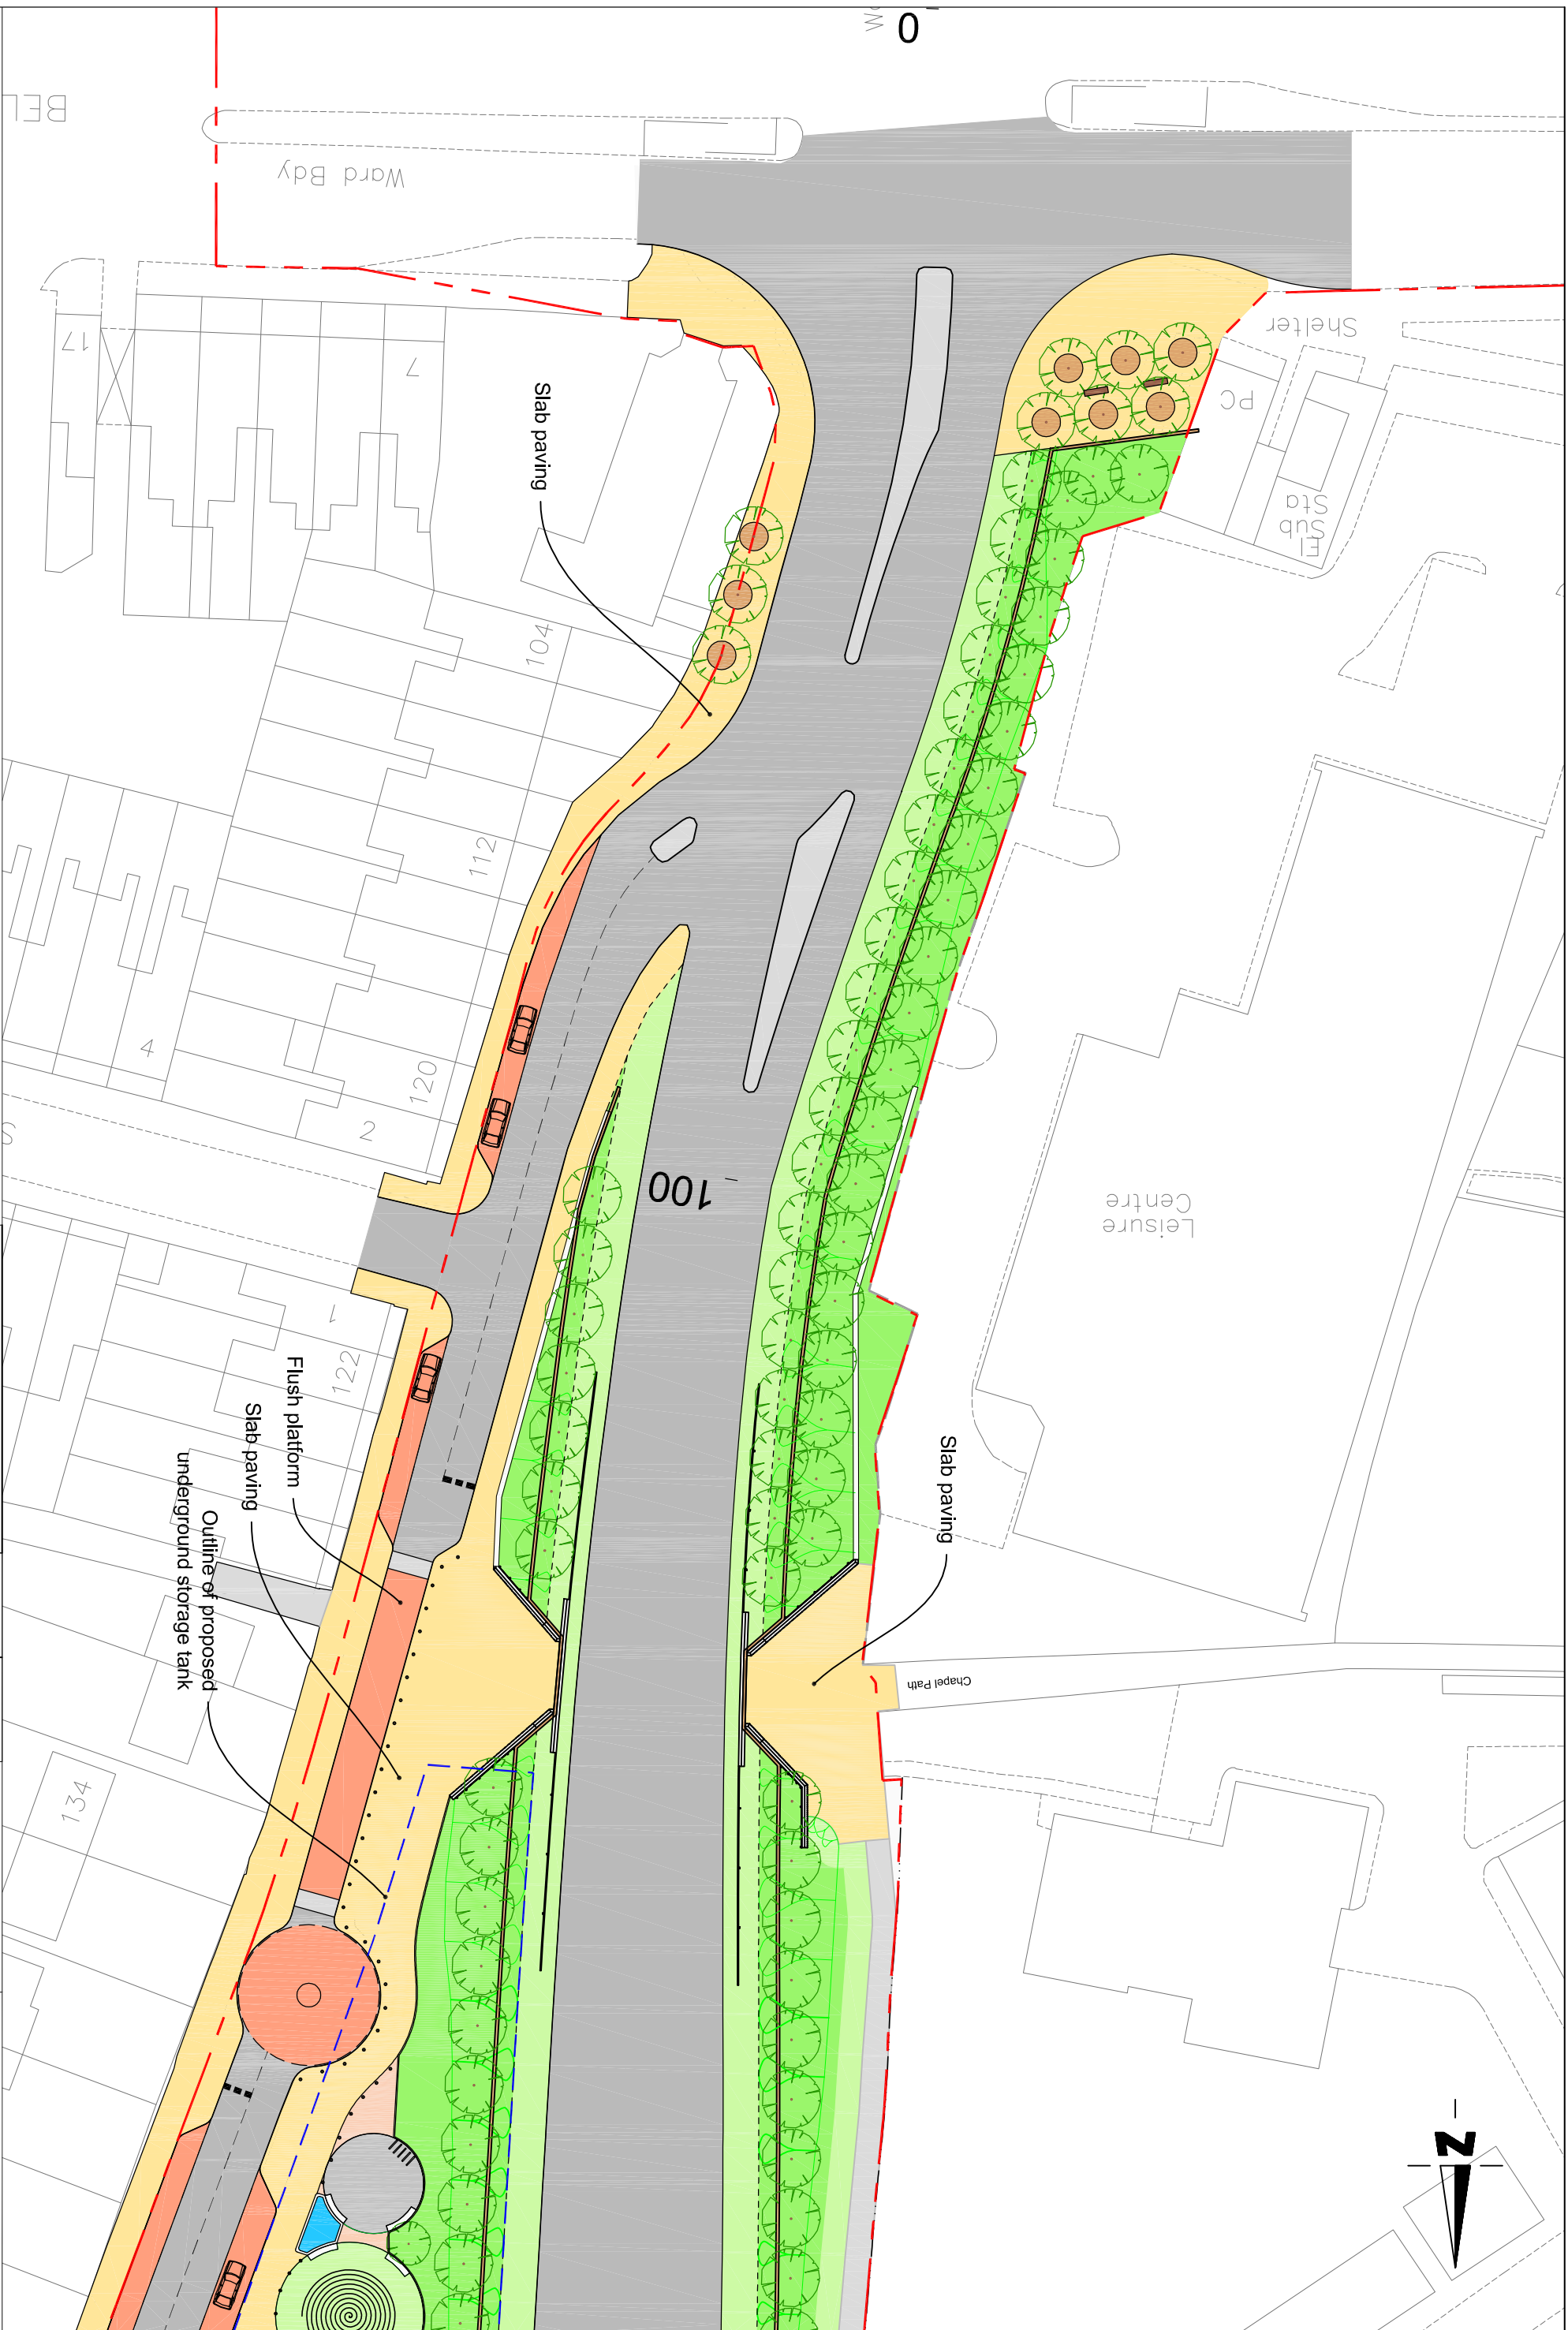 0
BEL
Ward Bdy
17
7
Shelter
PC
El
Sub
Sta
Slab paving
104
112
4
120
2
100
Leisure
Centre
1
122
Flush platform
Slab paving
Outline of proposed
underground storage tank
Slab paving
Chapel Path
134
N